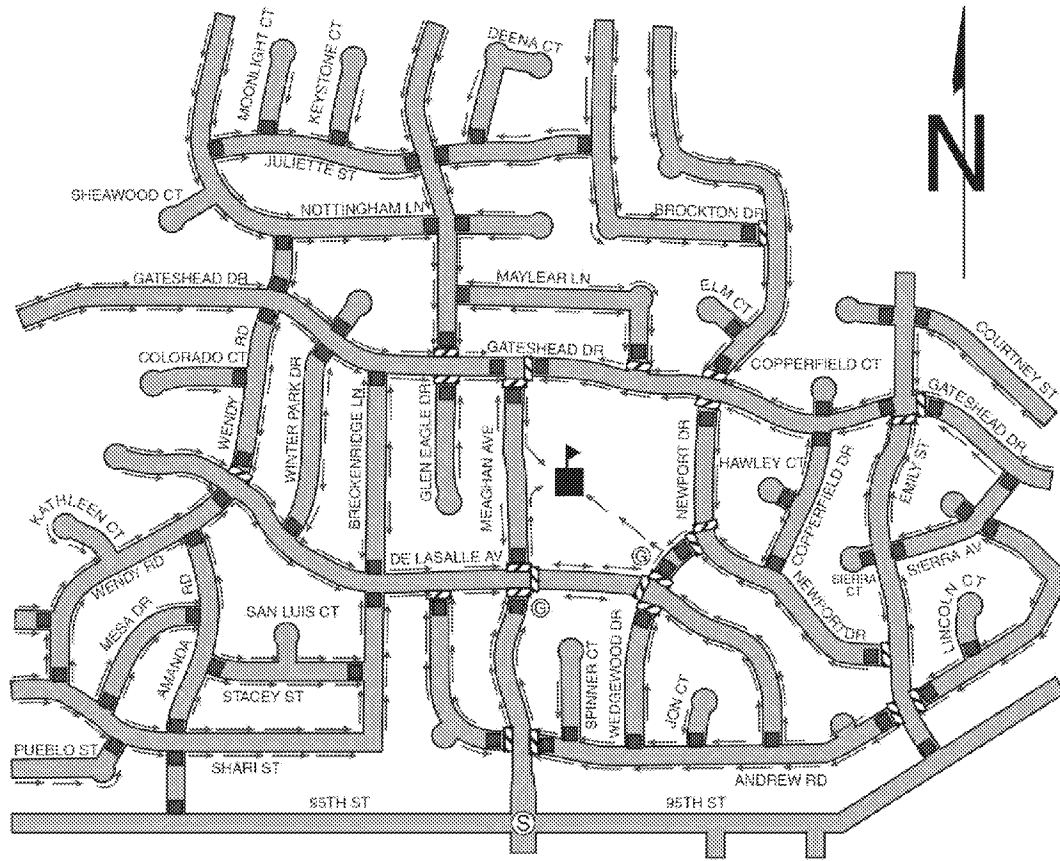 MOONLIGHT CT
KEYSTONE CT
DEENA CT
N
JULIETTE ST
SHEAWOOD CT
NOTTINGHAM LN
BROCKTON DR
GATESHEAD DR
MAYLEAR LN
ELM CT
COURTNEY ST
GATESHEAD DR
COPPERFIELD CT
COLORADO CT
WENDY RD
WINTER PARK DR
BRECKENRIDGE LN
GLEN EAGLE DR
MEAGHAN AVE
NEWPORT DR
HAWLEY CT
COPPERFIELD DR
EMILY ST
GATESHEAD DR
KATHLEEN CT
WENDY RD
DE LASALLE AV
G
SIERRA CT
SIERRA AV
NEWPORT DR
LINCOLN CT
MESA DR
AMANDA RD
SAN LUIS CT
G
STACEY ST
SPINNER CT
WEDREWOOD DR
JON CT
PUEBLO ST
SHARI ST
ANDREW RD
95TH ST
95TH ST
S